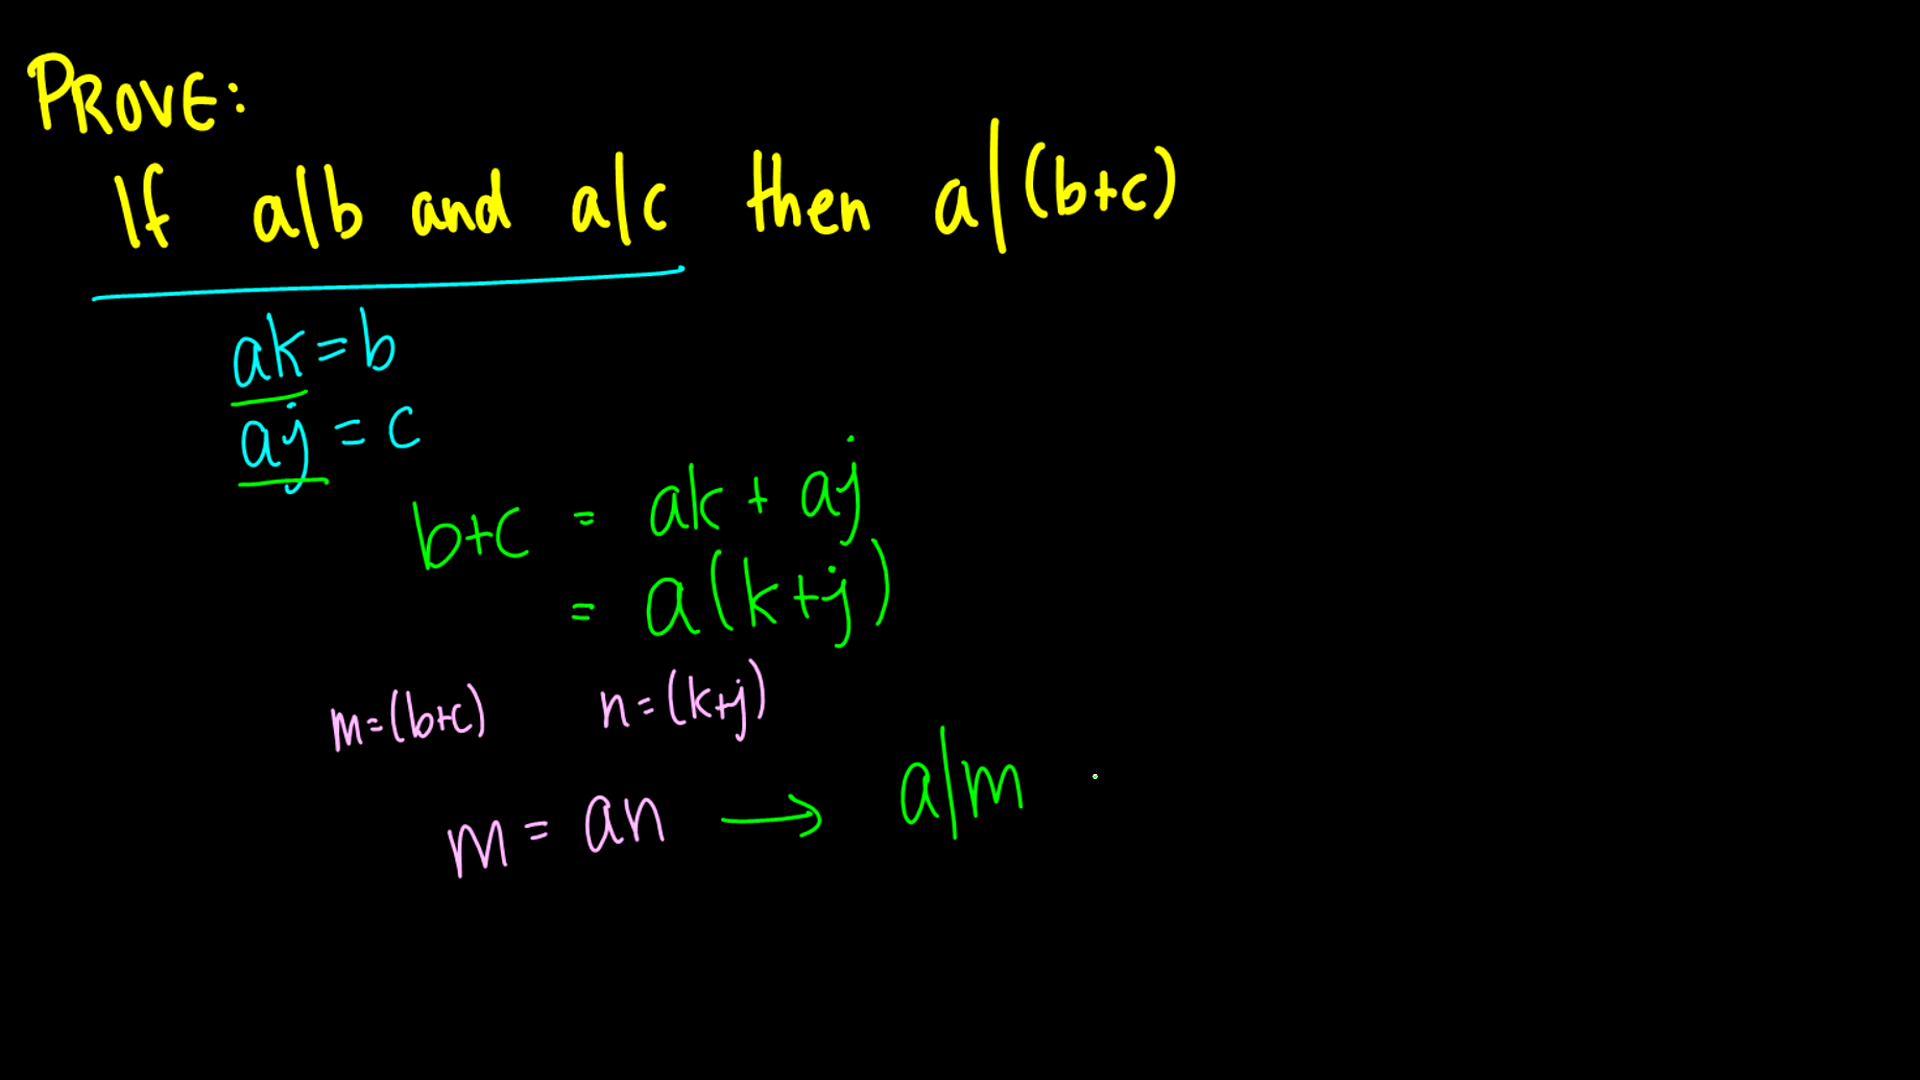 PROVE:
If a|b and a|c then a|(b+c)
ak=b
aj=c
b+c = ak + aj
= a(k+j)
m=(b+c) n=(k+j)
m = an → a|m